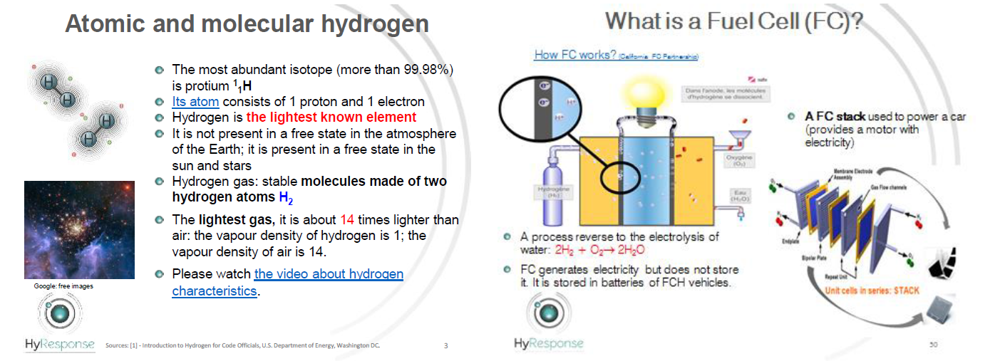 Atomic and molecular hydrogen
The most abundant isotope (more than 99.98%)
is protium ¹₁H
Its atom consists of 1 proton and 1 electron
Hydrogen is the lightest known element
It is not present in a free state in the atmosphere
of the Earth; it is present in a free state in the
sun and stars
Hydrogen gas: stable molecules made of two
hydrogen atoms H₂
The lightest gas, it is about 14 times lighter than
air: the vapour density of hydrogen is 1; the
vapour density of air is 14.
Please watch the video about hydrogen
characteristics.
H
H
H
H
Google: free images
HyResponse
Sources: [1] - Introduction to Hydrogen for Code Officials, U.S. Department of Energy, Washington DC.
3
What is a Fuel Cell (FC)?
How FC works? (California FC Partnership)
e⁻
e⁻
H⁺
H⁺
Dans l'anode, les molécules
d'hydrogène se dissocient.
Hydrogène
(H₂)
Oxygène
(O₂)
Eau
(H₂O)
A process reverse to the electrolysis of
water: 2H₂ + O₂→ 2H₂O
FC generates electricity but does not store
it. It is stored in batteries of FCH vehicles.
A FC stack used to power a car
(provides a motor with
electricity)
Membrane Electrode
Assembly
Gas Flow channels
Endplate
Bipolar Plate
Repeat Unit
Unit cells in series: STACK
HyResponse
30